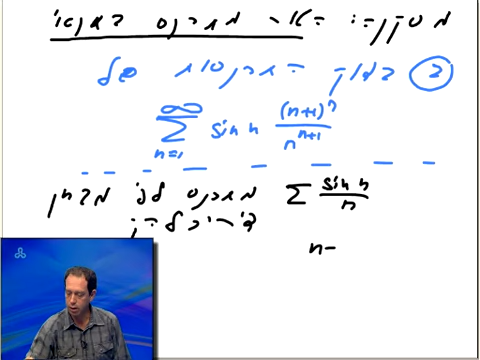 מסקנה: הטור מתכנס בתנאי
② בדוק התכנסות של
∑_{n=1}^{∞} sin n (n+1)^n / n^{n+1}
∑ sin n / n מתכנס לפי מבחן
דיריכלה:
n-